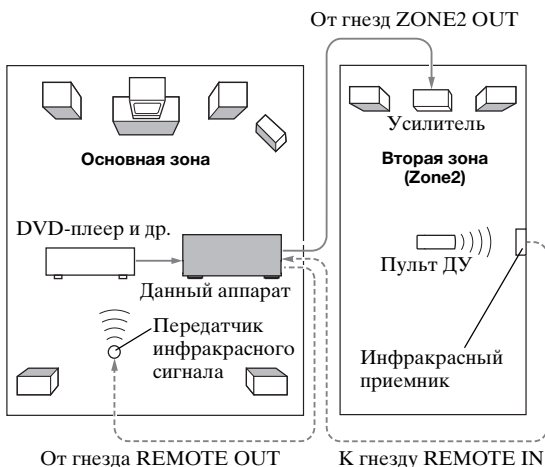 От гнезд ZONE2 OUT
Усилитель
Основная зона
Вторая зона
(Zone2)
DVD-плеер и др.
Пульт ДУ
Данный аппарат
Передатчик
инфракрасного
сигнала
Инфракрасный
приемник
От гнезда REMOTE OUT
К гнезду REMOTE IN